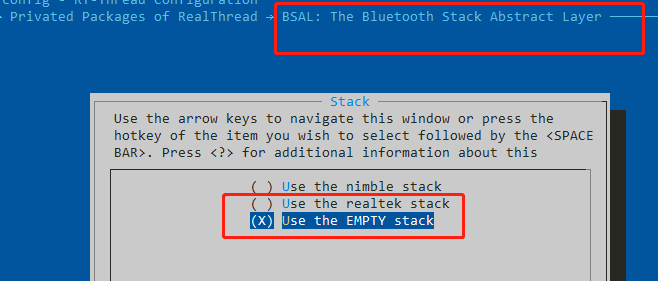 config - RT-Thread Configuration
→ Privated Packages of RealThread → BSAL: The Bluetooth Stack Abstract Layer
Stack
Use the arrow keys to navigate this window or press the
hotkey of the item you wish to select followed by the <SPACE
BAR>. Press <?> for additional information about this
( ) Use the nimble stack
( ) Use the realtek stack
(X) Use the EMPTY stack